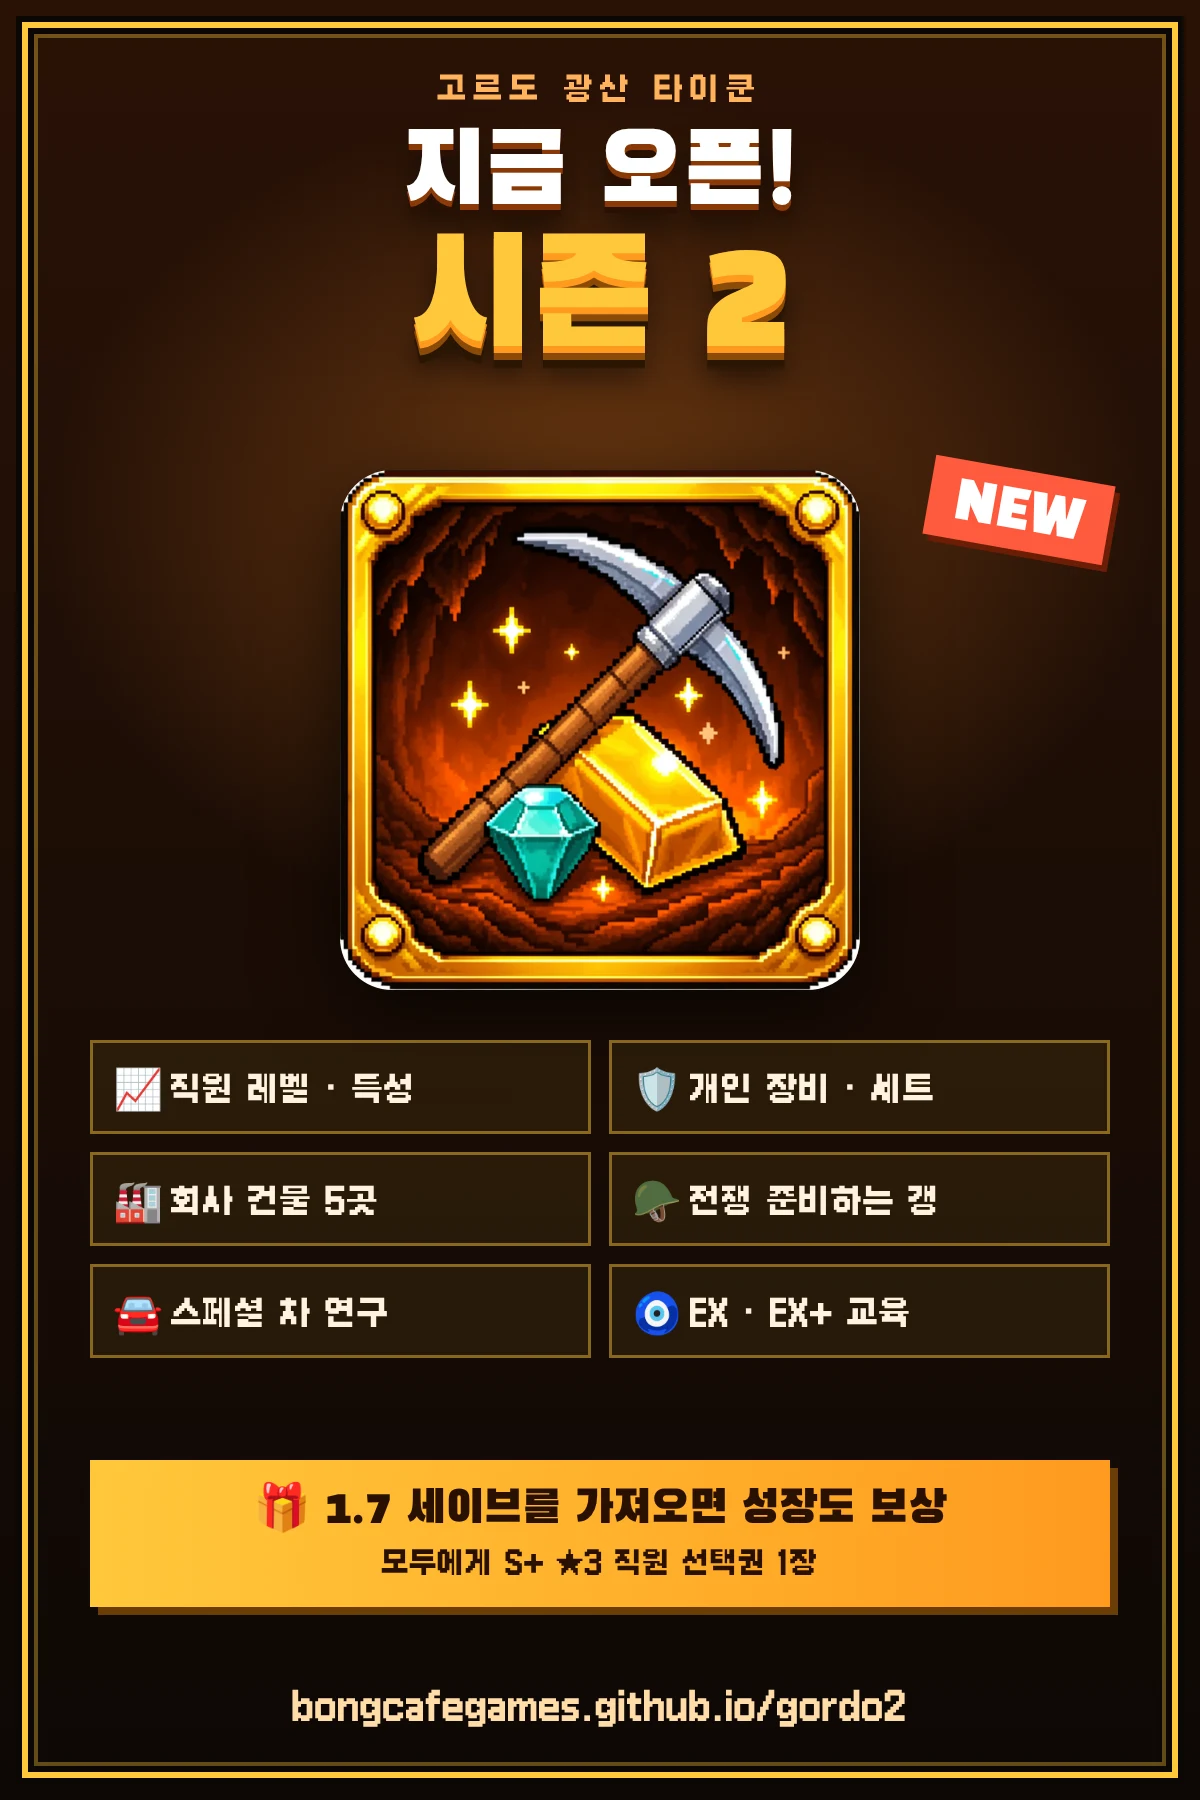 고르도 광산 타이쿤
지금 오픈!
시즌 2
NEW
직원 레벨 · 특성
개인 장비 · 세트
회사 건물 5곳
전쟁 준비하는 갱
스페셜 차 연구
EX · EX+ 교육
1.7 세이브를 가져오면 성장도 보상
모두에게 S+ ★3 직원 선택권 1장
bongcafegames.github.io/gordo2